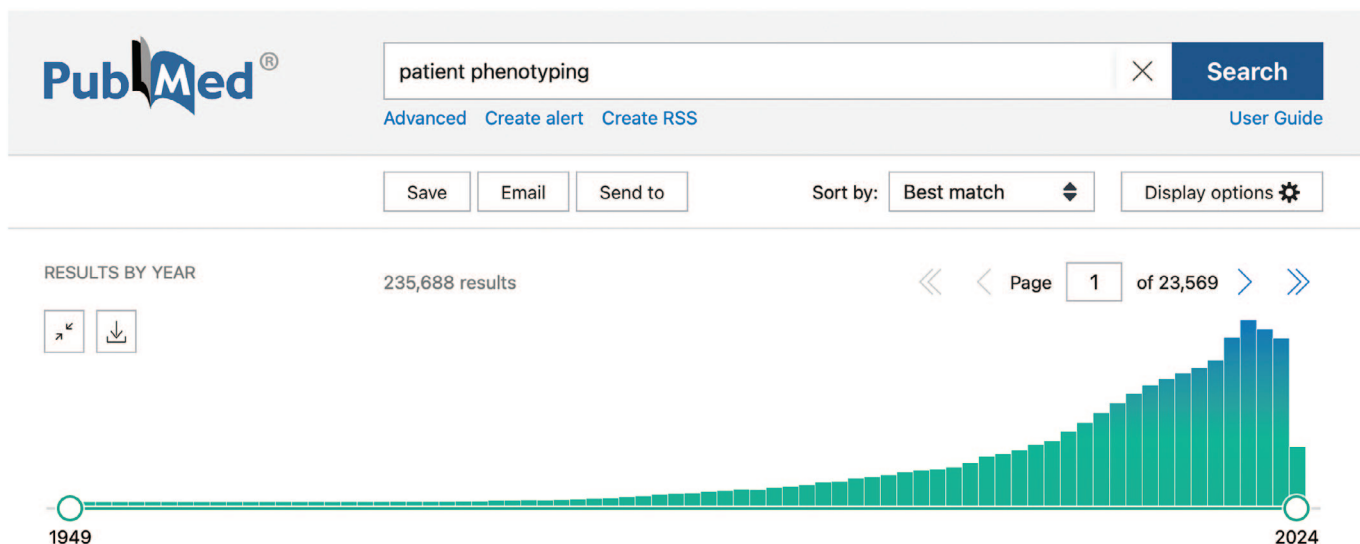 PubMed®
patient phenotyping
Search
Advanced Create alert Create RSS
User Guide
Save Email Send to
Sort by: Best match
Display options
RESULTS BY YEAR
235,688 results
Page 1 of 23,569
1949
2024